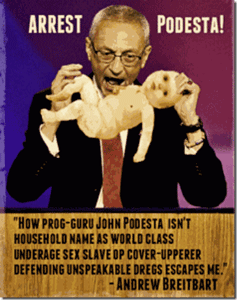 ARREST PODESTA!
"HOW PROG-GURU JOHN PODESTA ISN'T
HOUSEHOLD NAME AS WORLD CLASS
UNDERAGE SEX SLAVE OP COVER-UPPERER
DEFENDING UNSPEAKABLE DREGS ESCAPES ME."
- ANDREW BREITBART